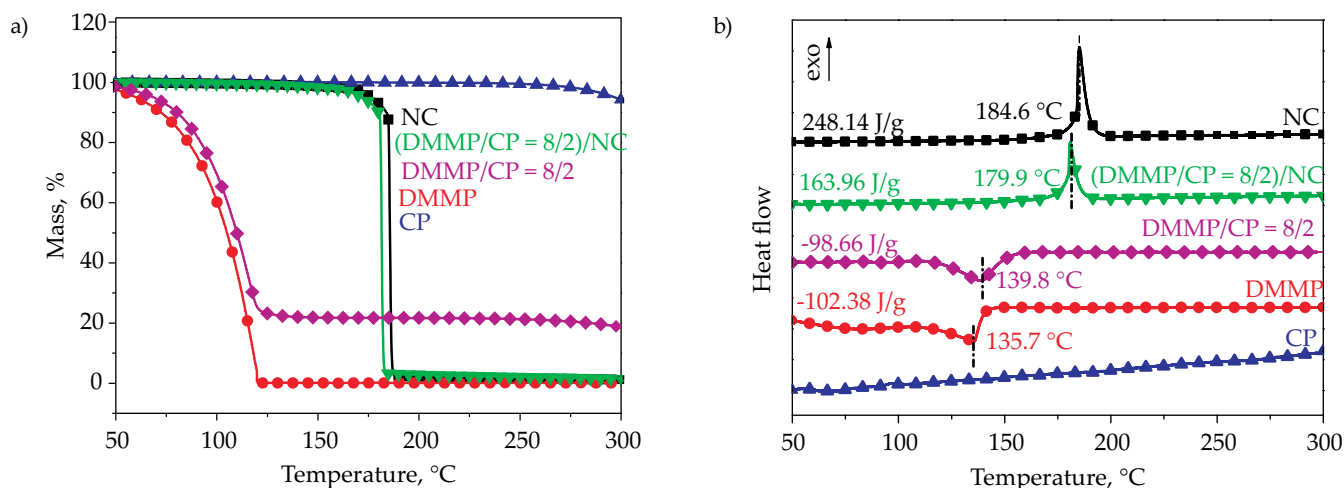 a)
120
100
80
60
40
20
0
Mass, %
NC
(DMMP/CP = 8/2)/NC
DMMP/CP = 8/2
DMMP
CP
50
100
150
200
250
300
Temperature, °C
b)
exo
Heat flow
248.14 J/g
184.6 °C
NC
163.96 J/g
179.9 °C
(DMMP/CP = 8/2)/NC
-98.66 J/g
139.8 °C
DMMP/CP = 8/2
-102.38 J/g
135.7 °C
DMMP
CP
50
100
150
200
250
300
Temperature, °C